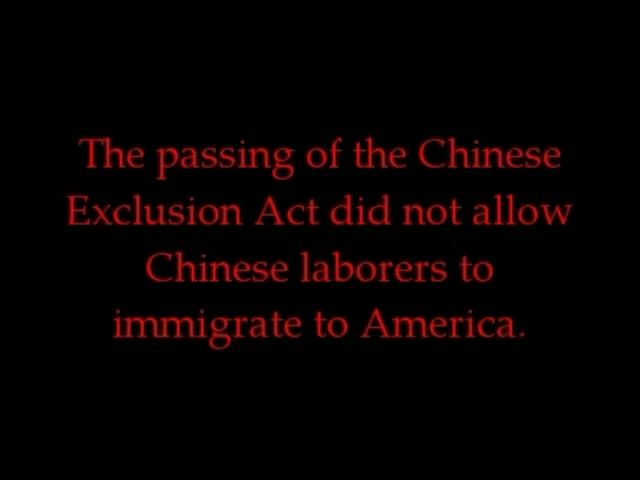 The passing of the Chinese
Exclusion Act did not allow
Chinese laborers to
immigrate to America.